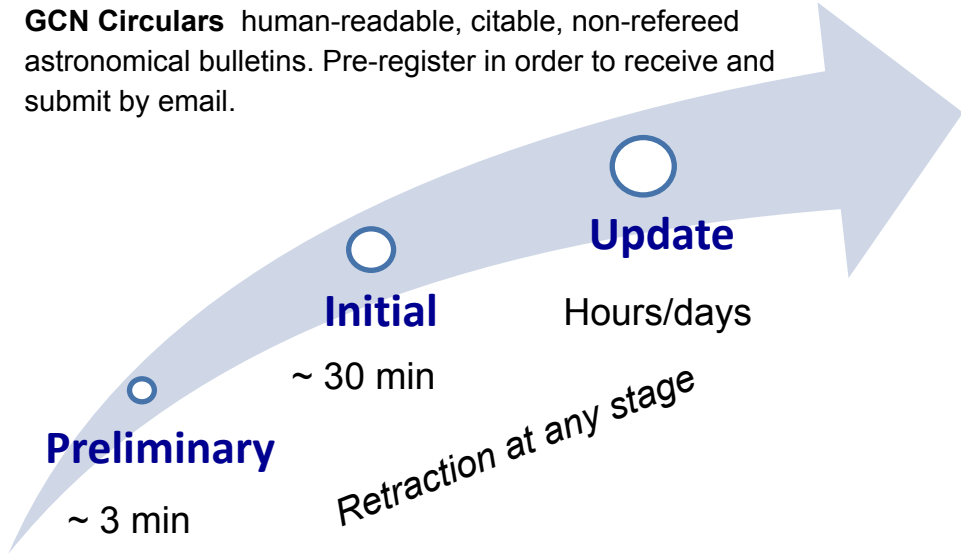 GCN Circulars human-readable, citable, non-refereed
astronomical bulletins. Pre-register in order to receive and
submit by email.
Update
Hours/days
Initial
~ 30 min
Preliminary
~ 3 min
Retraction at any stage